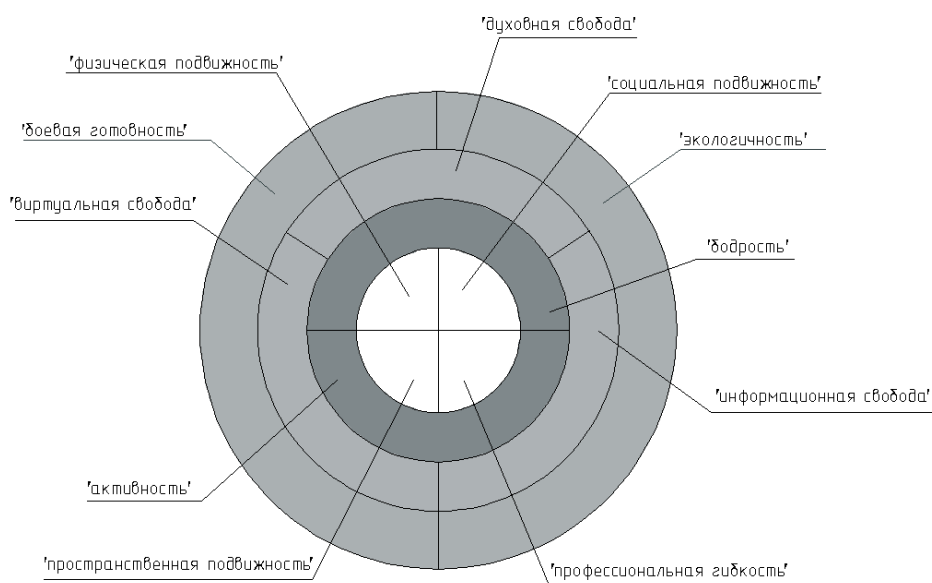 'духовная свобода'
'физическая подвижность'
'социальная подвижность'
'боевая готовность'
'экологичность'
'виртуальная свобода'
'бодрость'
'информационная свобода'
'активность'
'пространственная подвижность'
'профессиональная гибкость'